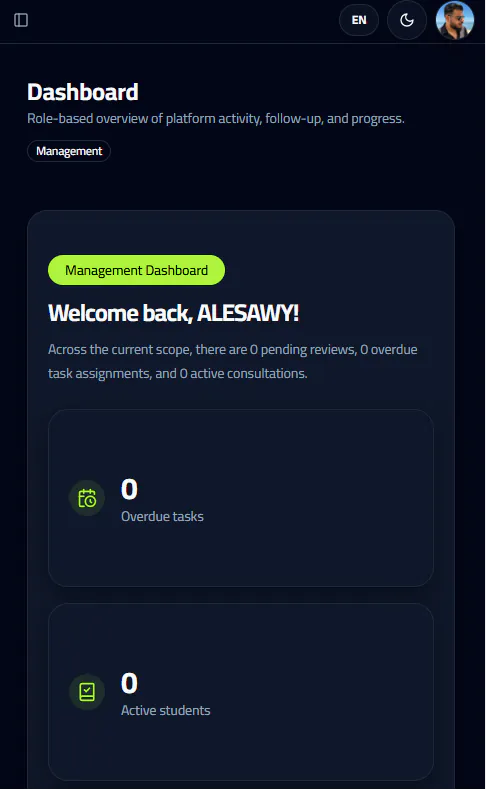 EN
Dashboard
Role-based overview of platform activity, follow-up, and progress.
Management
Management Dashboard
Welcome back, ALESAWY!
Across the current scope, there are 0 pending reviews, 0 overdue
task assignments, and 0 active consultations.
0
Overdue tasks
0
Active students